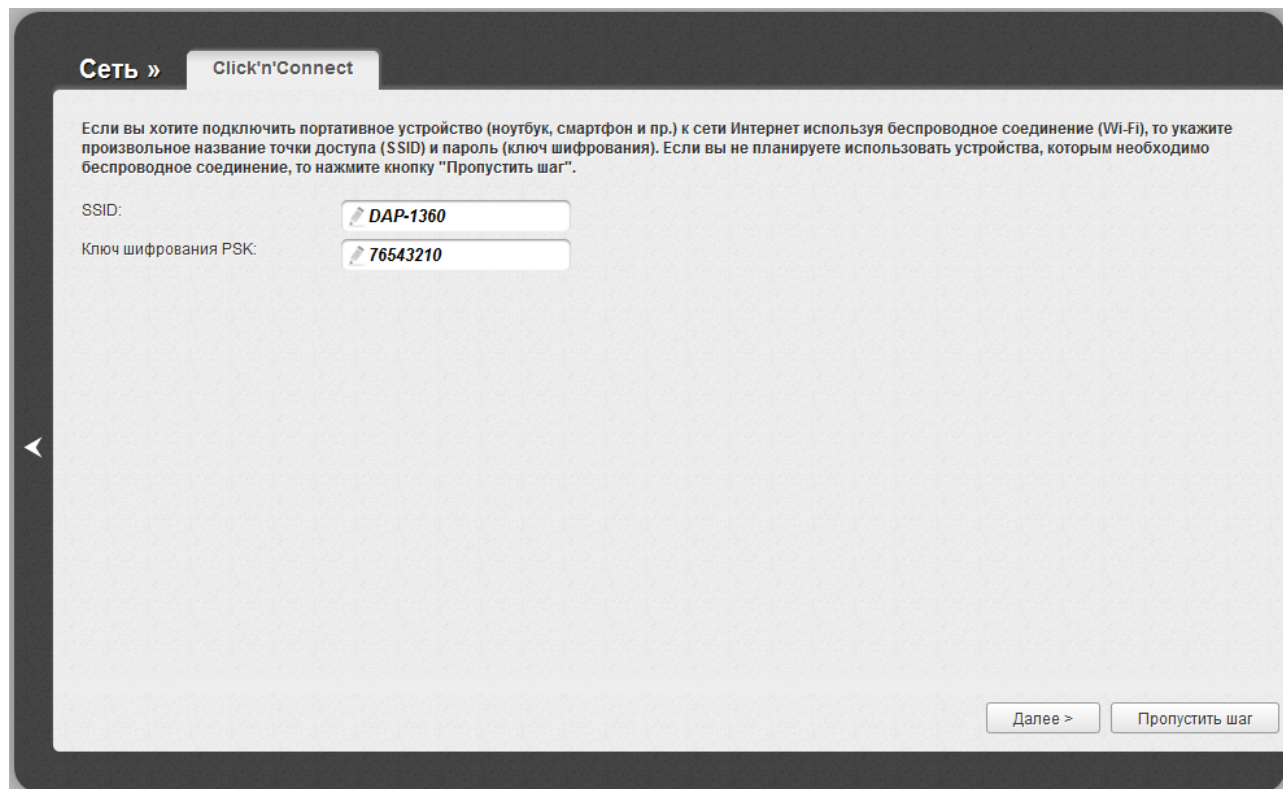 Сеть »
Click'n'Connect
Если вы хотите подключить портативное устройство (ноутбук, смартфон и пр.) к сети Интернет используя беспроводное соединение (Wi-Fi), то укажите
произвольное название точки доступа (SSID) и пароль (ключ шифрования). Если вы не планируете использовать устройства, которым необходимо
беспроводное соединение, то нажмите кнопку "Пропустить шаг".
SSID:
DAP-1360
Ключ шифрования PSK:
76543210
Далее >
Пропустить шаг